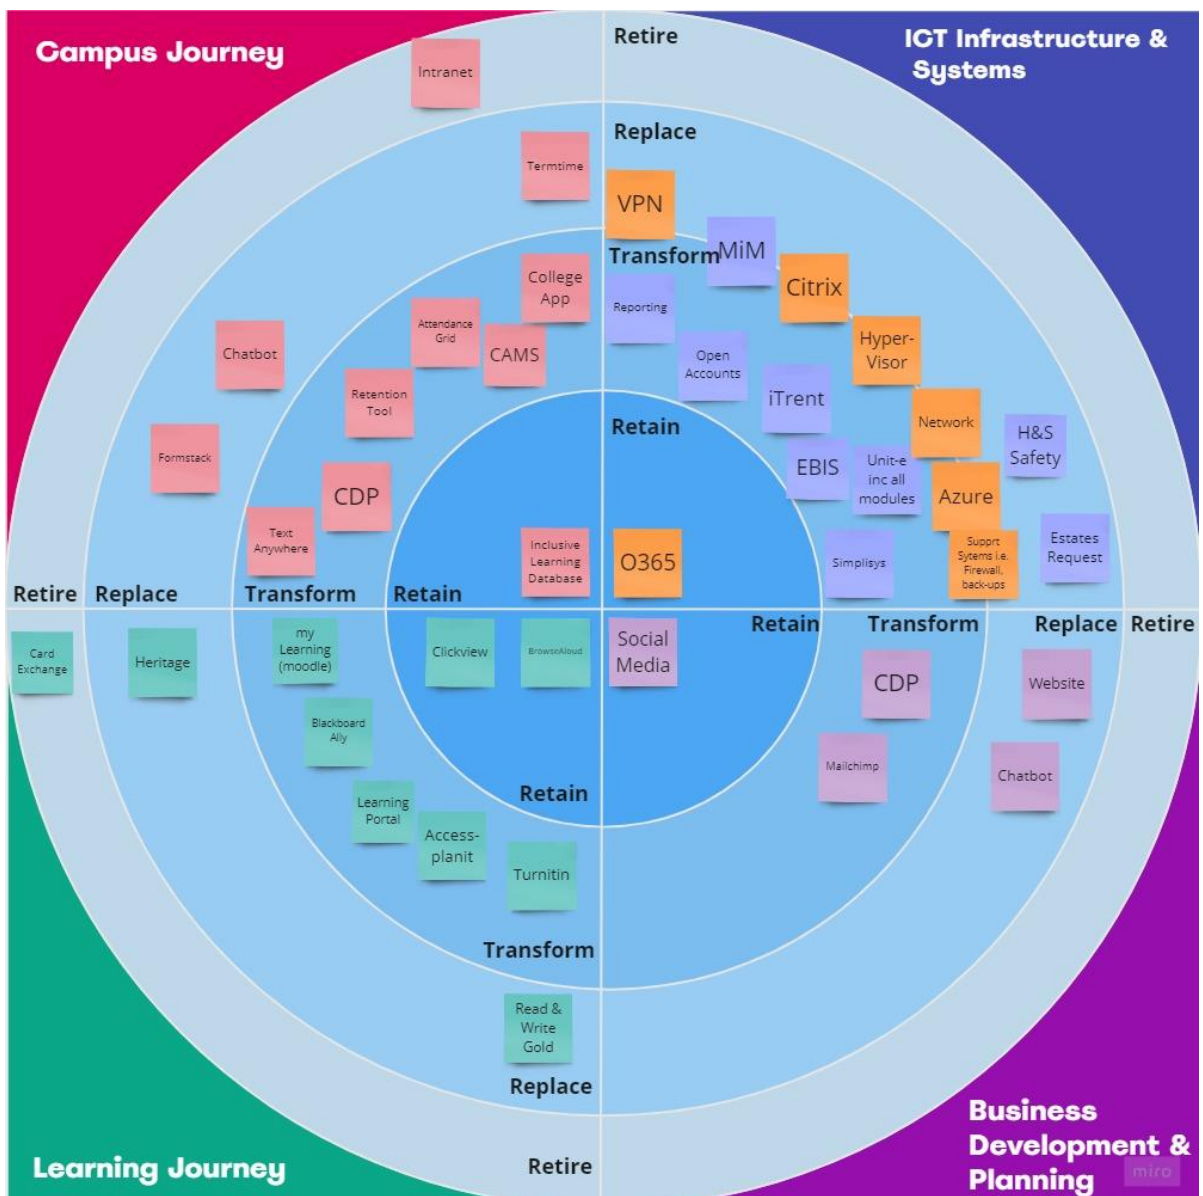 Campus Journey
ICT Infrastructure &
Systems
Retire
Intranet
Replace
Termtime
VPN
Transform
MiM
College
App
Reporting
Citrix
Attendance
Grid
CAMS
Chatbot
Open
Accounts
Hyper-
Visor
Retention
Tool
iTrent
Retain
Network
H&S
Safety
Formstack
CDP
EBIS
Unit-e
inc all
modules
Azure
Text
Anywhere
Inclusive
Learning
Database
O365
Simplisys
Supprt
Sytems i.e.
Firewall,
back-ups
Estates
Request
Retire
Replace
Transform
Retain
Retain
Transform
Replace
Retire
Card
Exchange
Heritage
my
Learning
(moodle)
Clickview
BrowseAloud
Social
Media
CDP
Website
Blackboard
Ally
Mailchimp
Chatbot
Retain
Learning
Portal
Access-
planit
Turnitin
Transform
Read &
Write
Gold
Replace
Retire
Learning Journey
Business
Development &
Planning
miro